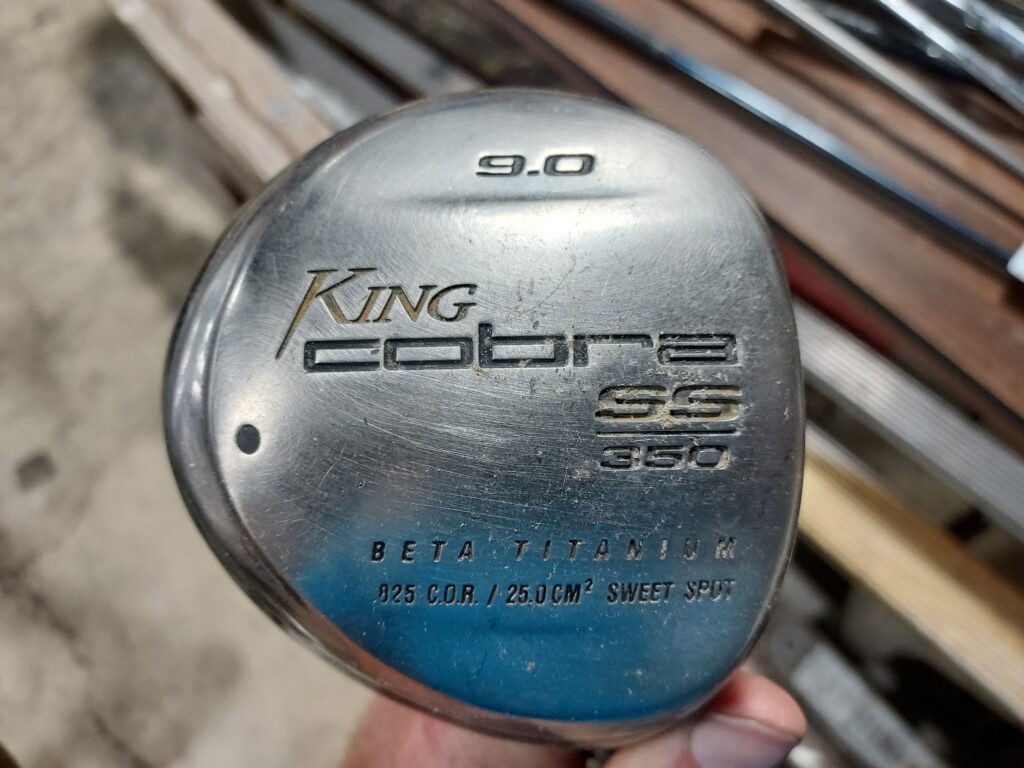 9.0
KING
cobra
SS
350
BETA TITANIUM
.825 C.O.R. / 25.0 CM² SWEET SPOT